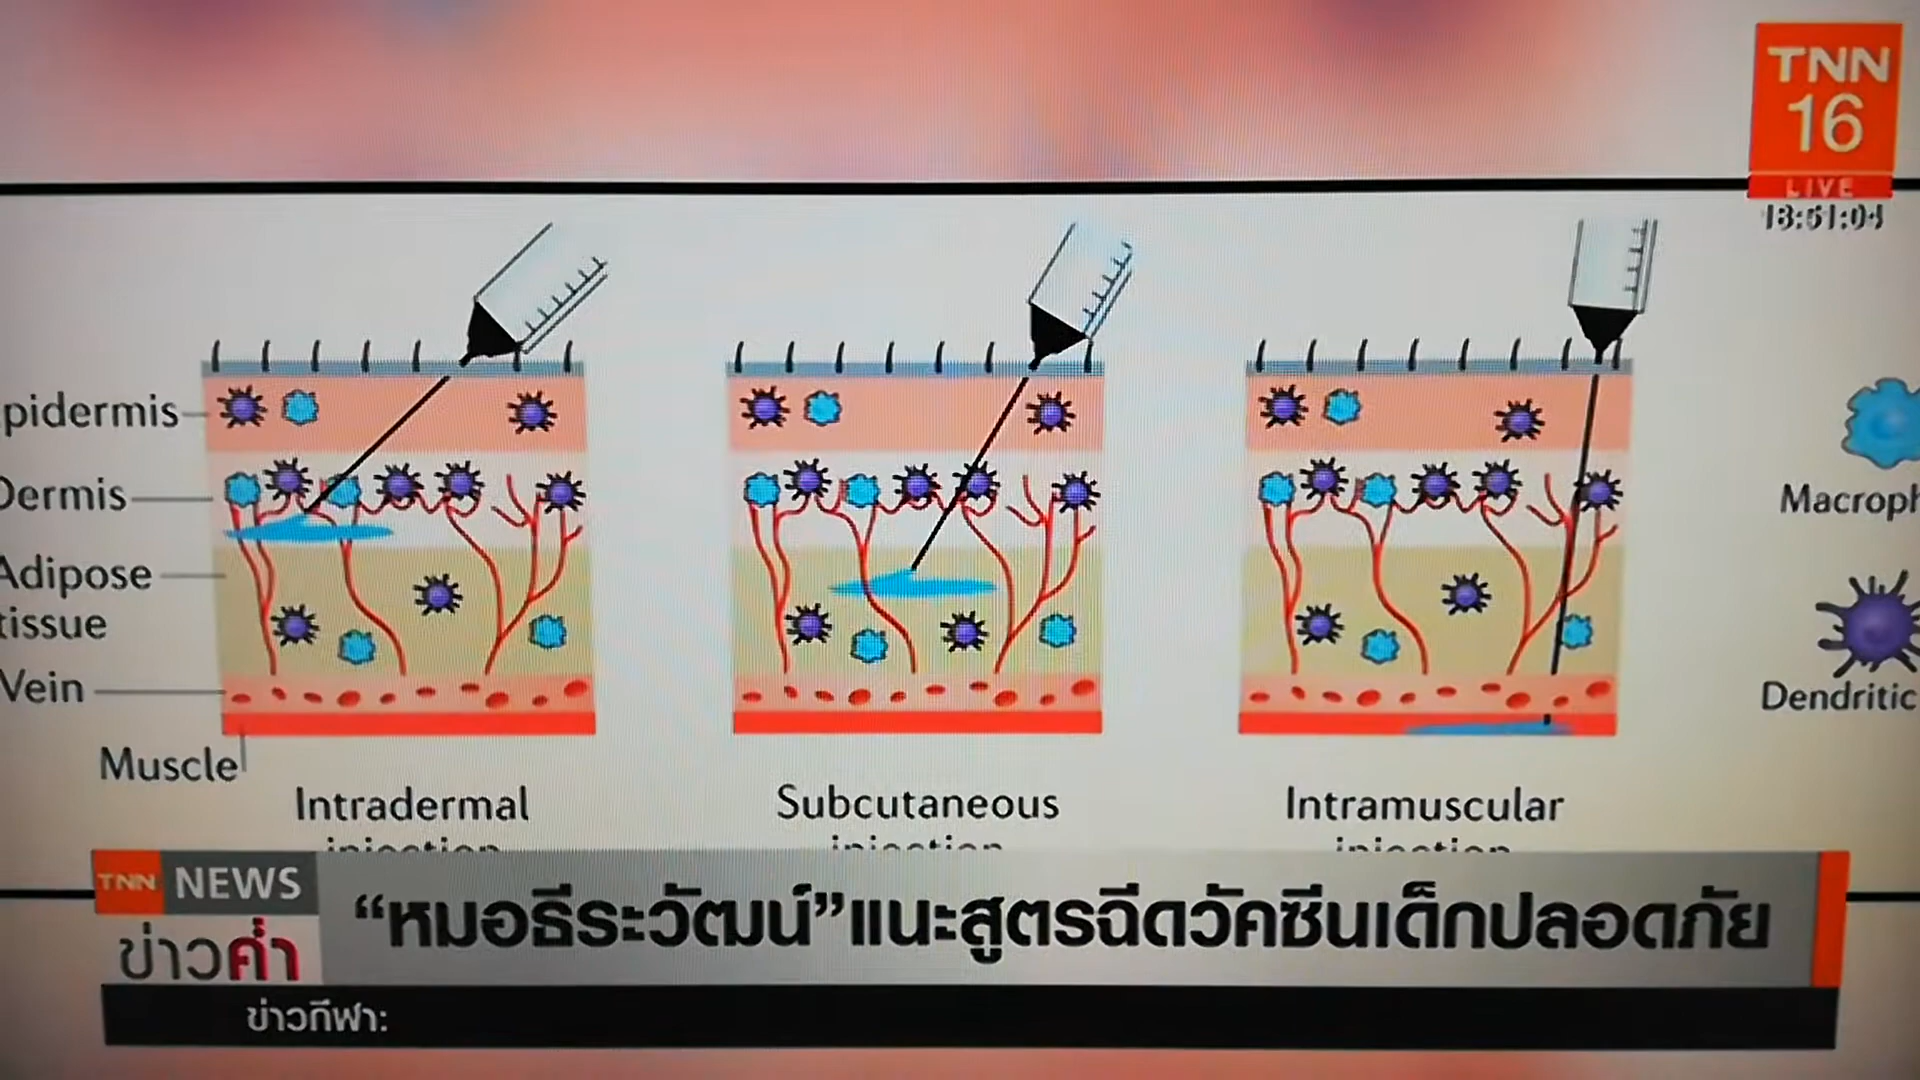 TNN
16
LIVE
pidermis
Dermis
Adipose
tissue
Vein
Muscle
Intradermal
injection
Subcutaneous
injection
Intramuscular
injection
Macroph
Dendritic
TNN NEWS
ข่าวค่ำ
“หมอธีระวัฒน์”แนะสูตรฉีดวัคซีนเด็กปลอดภัย
ข่าวกีฬา: